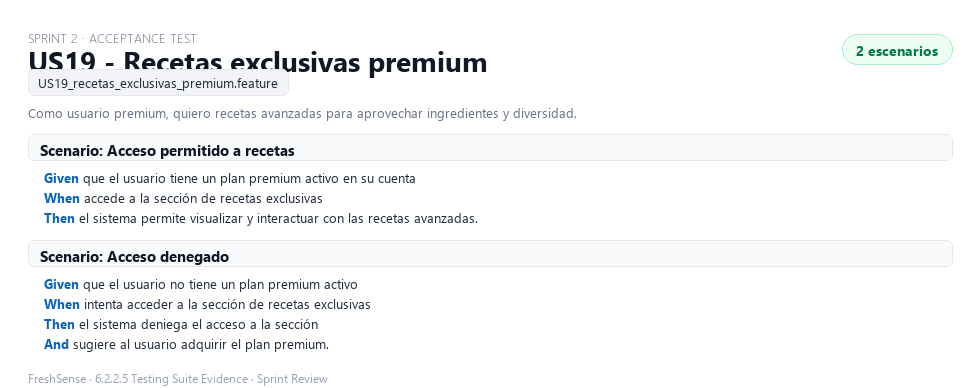 SPRINT 2 · ACCEPTANCE TEST
US19 - Recetas exclusivas premium
2 escenarios
US19_recetas_exclusivas_premium.feature
Como usuario premium, quiero recetas avanzadas para aprovechar ingredientes y diversidad.
Scenario: Acceso permitido a recetas
Given que el usuario tiene un plan premium activo en su cuenta
When accede a la sección de recetas exclusivas
Then el sistema permite visualizar y interactuar con las recetas avanzadas.
Scenario: Acceso denegado
Given que el usuario no tiene un plan premium activo
When intenta acceder a la sección de recetas exclusivas
Then el sistema deniega el acceso a la sección
And sugiere al usuario adquirir el plan premium.
FreshSense · 6.2.2.5 Testing Suite Evidence · Sprint Review